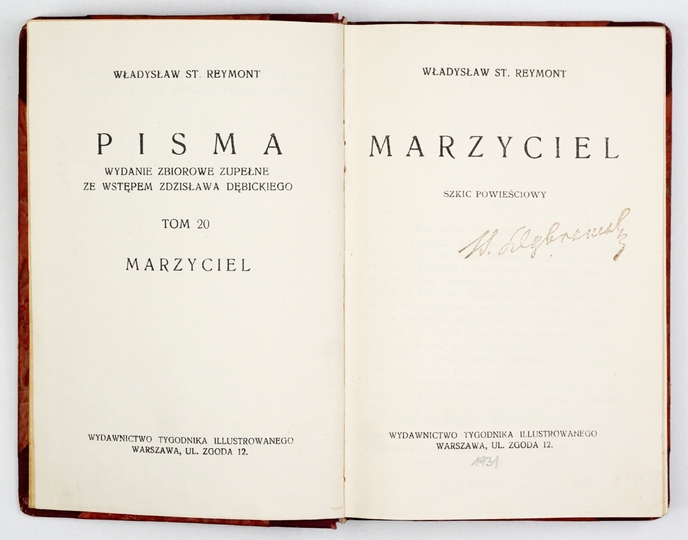 WŁADYSŁAW ST. REYMONT
PISMA
WYDANIE ZBIOROWE ZUPEŁNE
ZE WSTĘPEM ZDZISŁAWA DĘBICKIEGO
TOM 20
MARZYCIEL
WYDAWNICTWO TYGODNIKA ILLUSTROWANEGO
WARSZAWA, UL. ZGODA 12.
WŁADYSŁAW ST. REYMONT
MARZYCIEL
SZKIC POWIEŚCIOWY
WYDAWNICTWO TYGODNIKA ILLUSTROWANEGO
WARSZAWA, UL. ZGODA 12.
1931